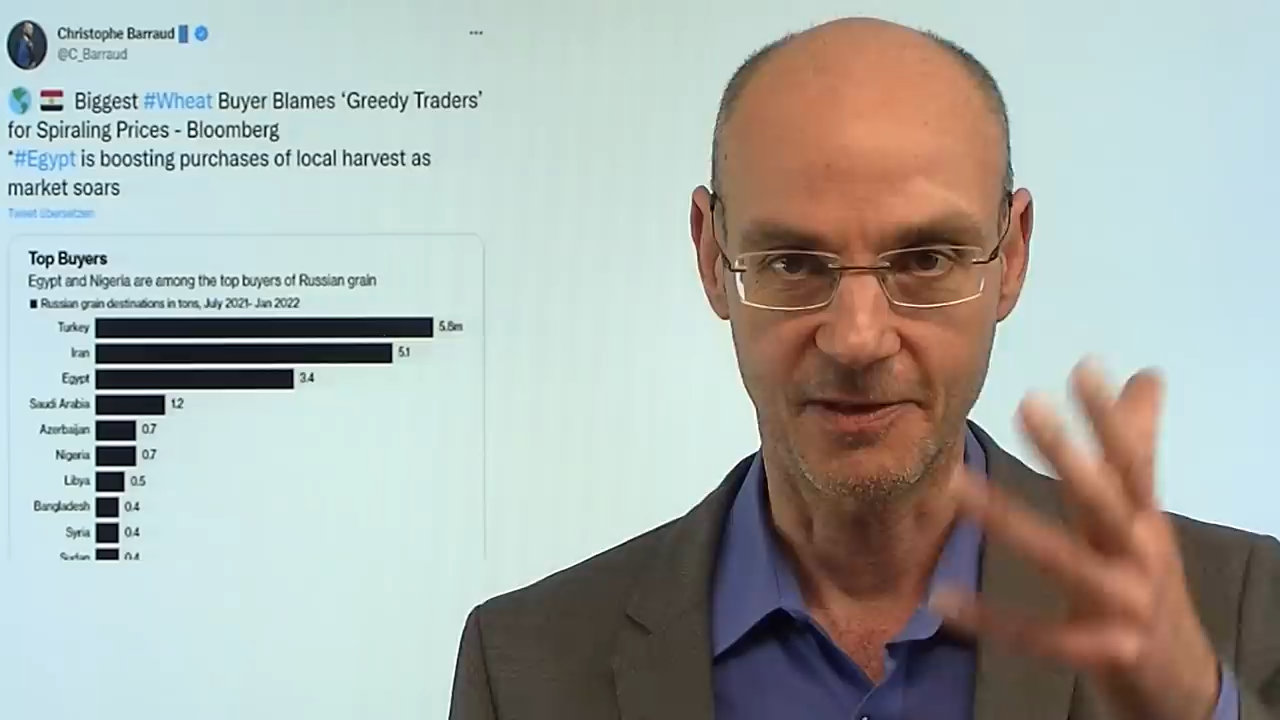 Christophe Barraud
@C_Barraud
Biggest #Wheat Buyer Blames ‘Greedy Traders’
for Spiraling Prices - Bloomberg
*#Egypt is boosting purchases of local harvest as
market soars
Tweet übersetzen
Top Buyers
Egypt and Nigeria are among the top buyers of Russian grain
Russian grain destinations in tons, July 2021- Jan 2022
Turkey 5.8m
Iran 5.1
Egypt 3.4
Saudi Arabia 1.2
Azerbaijan 0.7
Nigeria 0.7
Libya 0.5
Bangladesh 0.4
Syria 0.4
Sudan 0.4